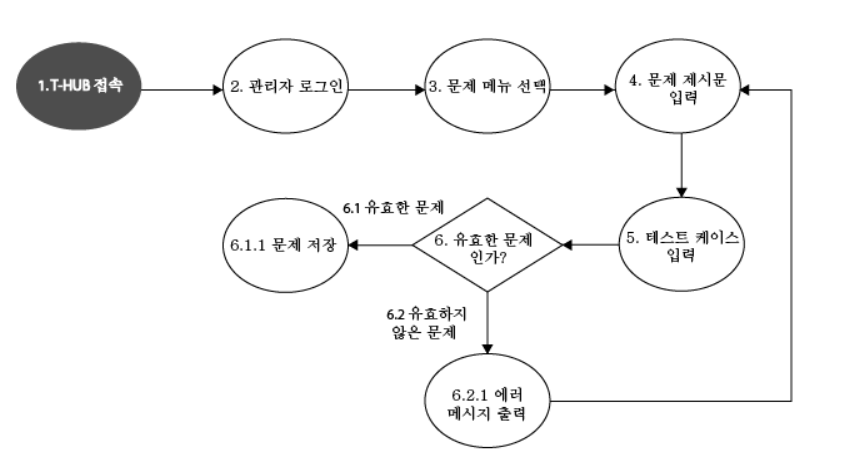 1.T-HUB 접속
2. 관리자 로그인
3. 문제 메뉴 선택
4. 문제 제시문
입력
5. 테스트 케이스
입력
6. 유효한 문제
인가?
6.1 유효한 문제
6.1.1 문제 저장
6.2 유효하지
않은 문제
6.2.1 에러
메시지 출력